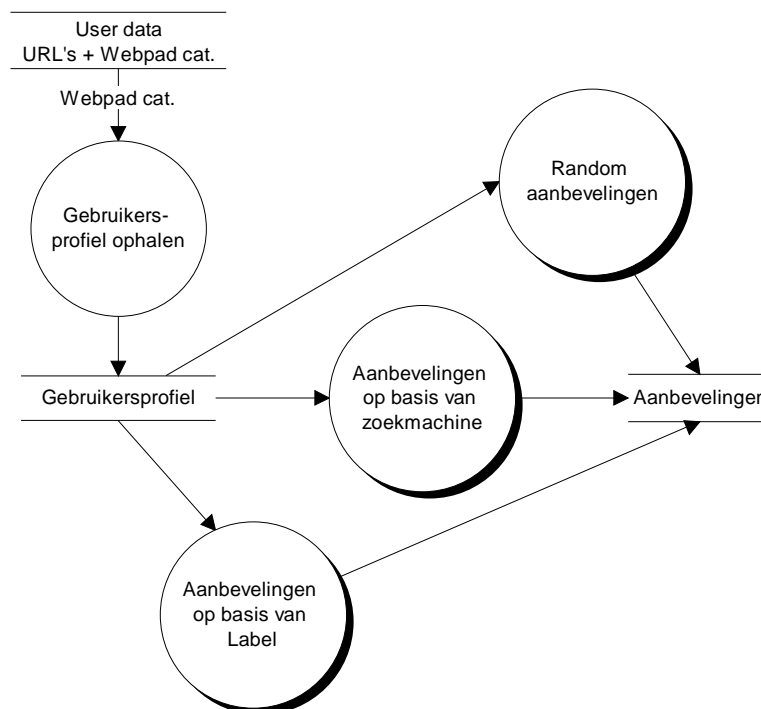 User data
URL's + Webpad cat.
Webpad cat.
Gebruikers-
profiel ophalen
Random
aanbevelingen
Gebruikersprofiel
Aanbevelingen
op basis van
zoekmachine
Aanbevelingen
Aanbevelingen
op basis van
Label